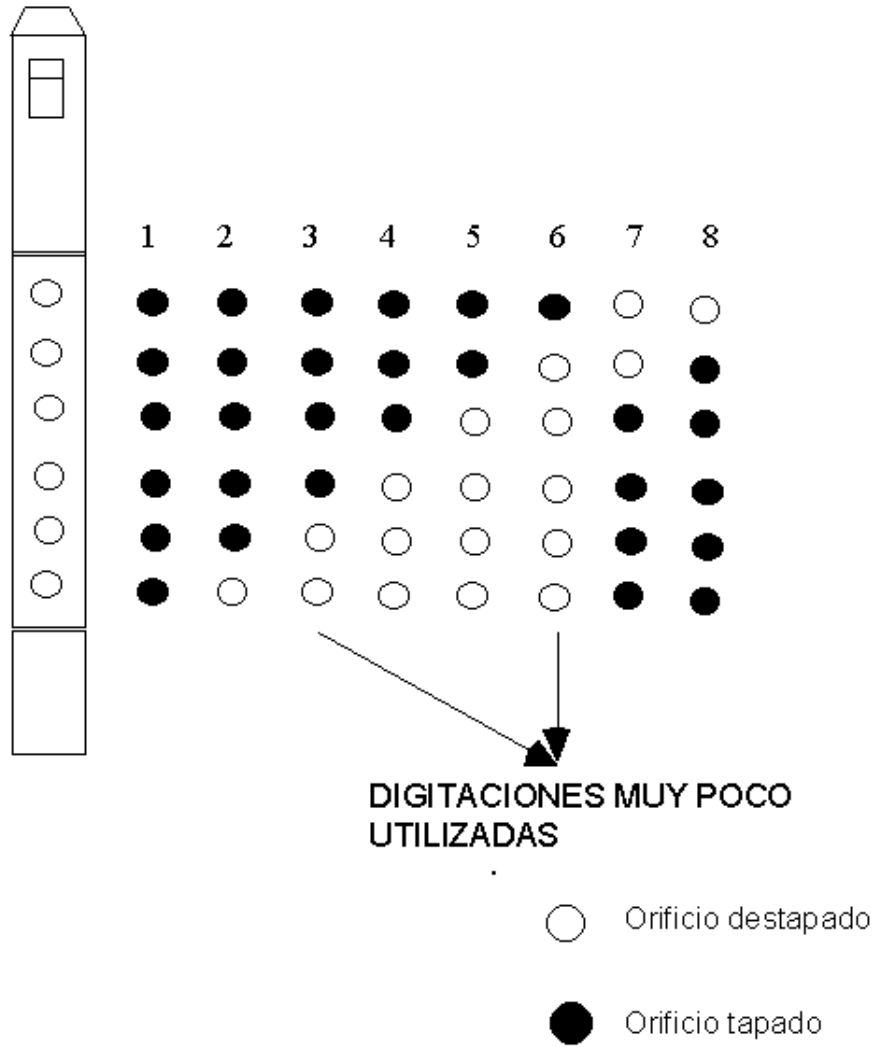 1 2 3 4 5 6 7 8
DIGITACIONES MUY POCO
UTILIZADAS
.
Orificio destapado
Orificio tapado